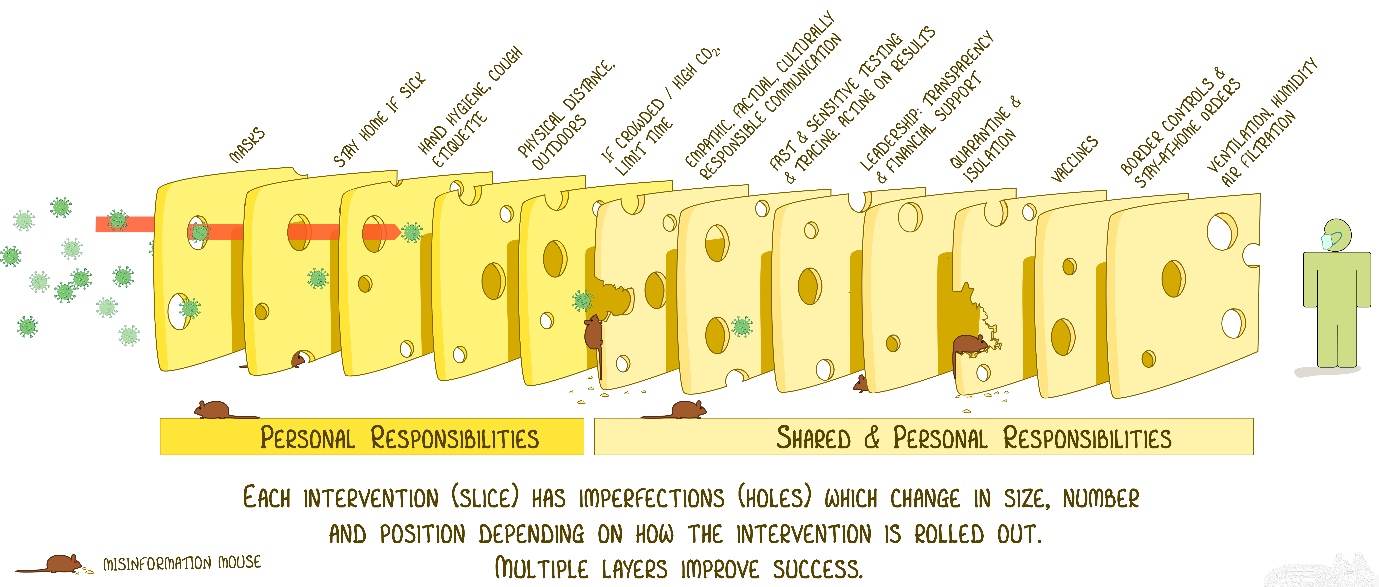 MASKS
STAY HOME IF SICK
HAND HYGIENE, COUGH
ETIQUETTE
PHYSICAL DISTANCE.
OUTDOORS
IF CROWDED / HIGH CO₂.
LIMIT TIME
EMPATHIC. FACTUAL, CULTURALLY
RESPONSIBLE COMMUNICATION
FAST & SENSITIVE TESTING
& TRACING. ACTING ON RESULTS
LEADERSHIP: TRANSPARENCY
& FINANCIAL SUPPORT
QUARANTINE &
ISOLATION
VACCINES
BORDER CONTROLS &
STAY-AT-HOME ORDERS
VENTILATION, HUMIDITY
AIR FILTRATION
PERSONAL RESPONSIBILITIES
SHARED & PERSONAL RESPONSIBILITIES
EACH INTERVENTION (SLICE) HAS IMPERFECTIONS (HOLES) WHICH CHANGE IN SIZE, NUMBER
AND POSITION DEPENDING ON HOW THE INTERVENTION IS ROLLED OUT.
MULTIPLE LAYERS IMPROVE SUCCESS.
MISINFORMATION MOUSE